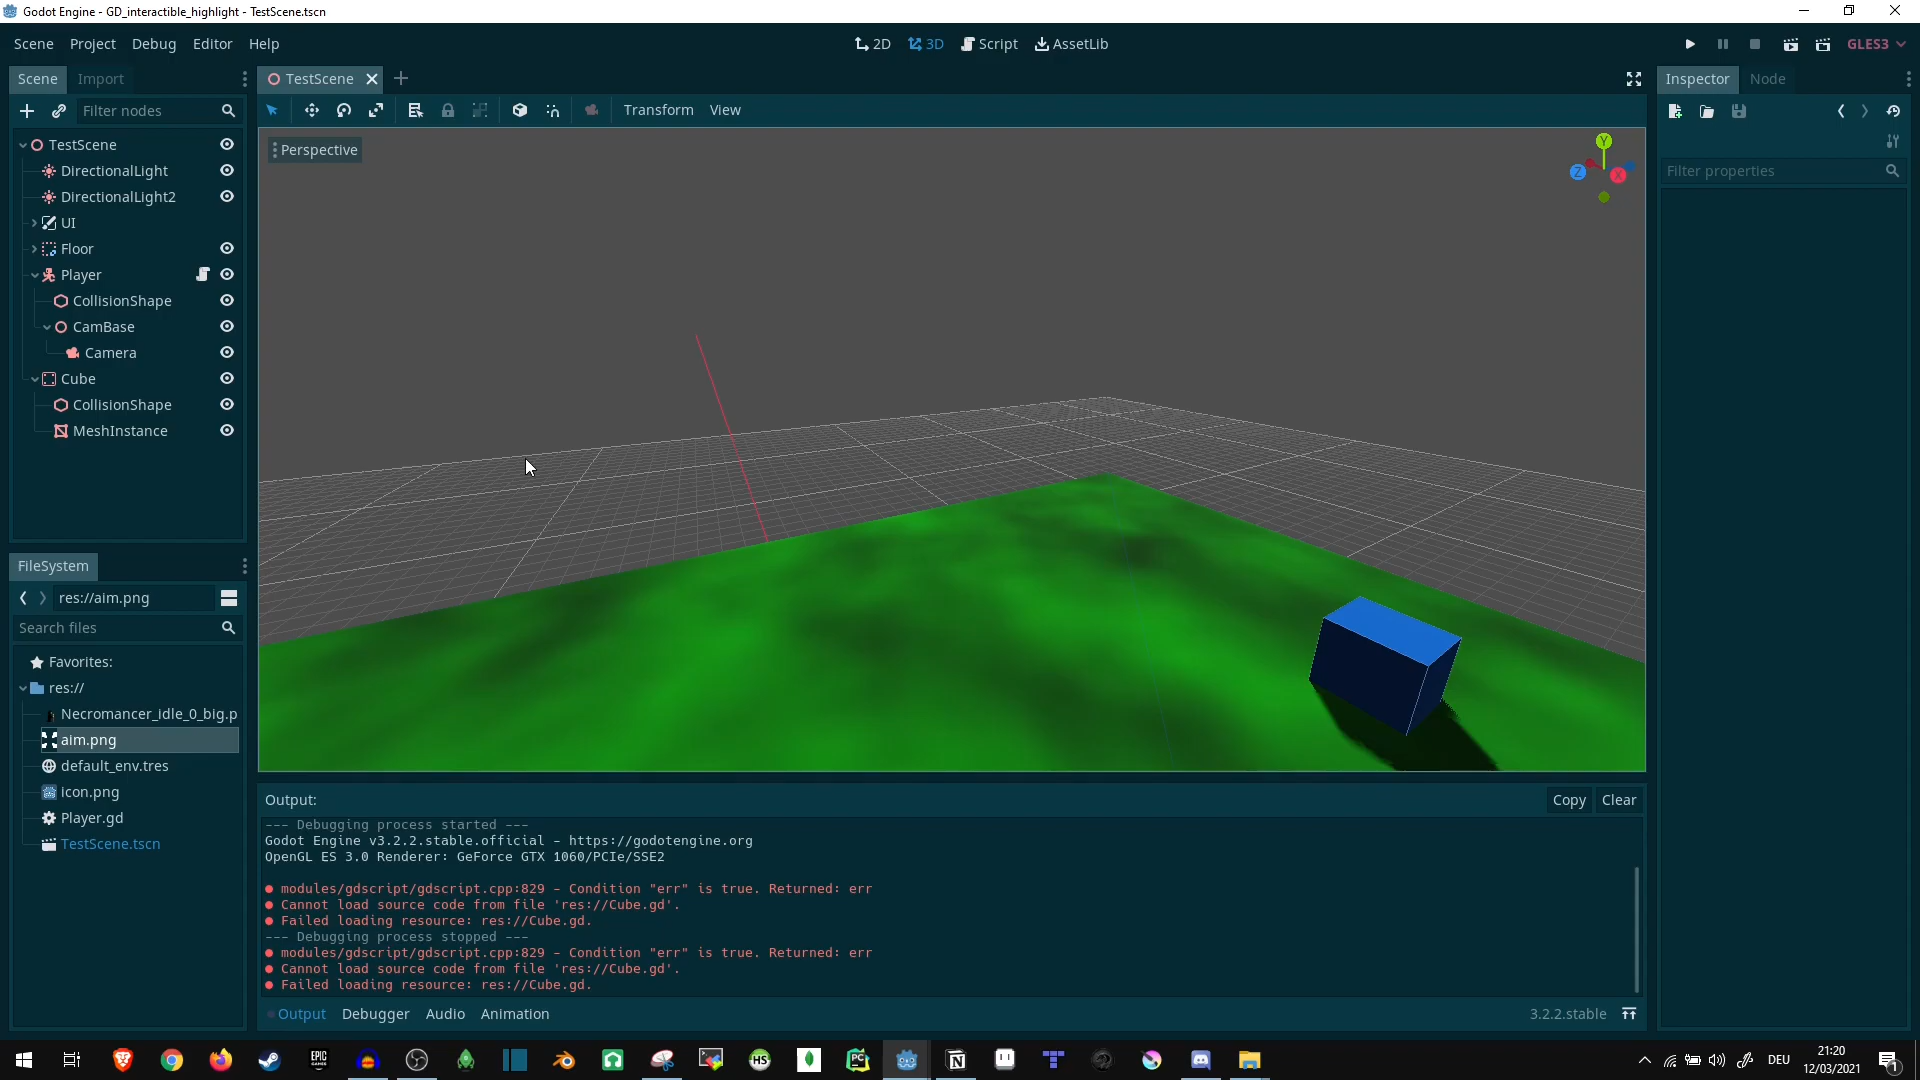 Godot Engine - GD_interactible_highlight - TestScene.tscn
Scene Project Debug Editor Help
2D 3D Script AssetLib
GLES3
Scene Import
TestScene
Inspector Node
Filter nodes
Transform View
TestScene
DirectionalLight
DirectionalLight2
UI
Floor
Player
CollisionShape
CamBase
Camera
Cube
CollisionShape
MeshInstance
Perspective
Y
Z
X
Filter properties
FileSystem
res://aim.png
Search files
Favorites:
res://
Necromancer_idle_0_big.p
aim.png
default_env.tres
icon.png
Player.gd
TestScene.tscn
Output:
Copy Clear
--- Debugging process started ---
Godot Engine v3.2.2.stable.official - https://godotengine.org
OpenGL ES 3.0 Renderer: GeForce GTX 1060/PCIe/SSE2
modules/gdscript/gdscript.cpp:829 - Condition "err" is true. Returned: err
Cannot load source code from file 'res://Cube.gd'.
Failed loading resource: res://Cube.gd.
--- Debugging process stopped ---
modules/gdscript/gdscript.cpp:829 - Condition "err" is true. Returned: err
Cannot load source code from file 'res://Cube.gd'.
Failed loading resource: res://Cube.gd.
Output Debugger Audio Animation
3.2.2.stable
EPIC GAMES
HS
PC
DEU
21:20
12/03/2021
1